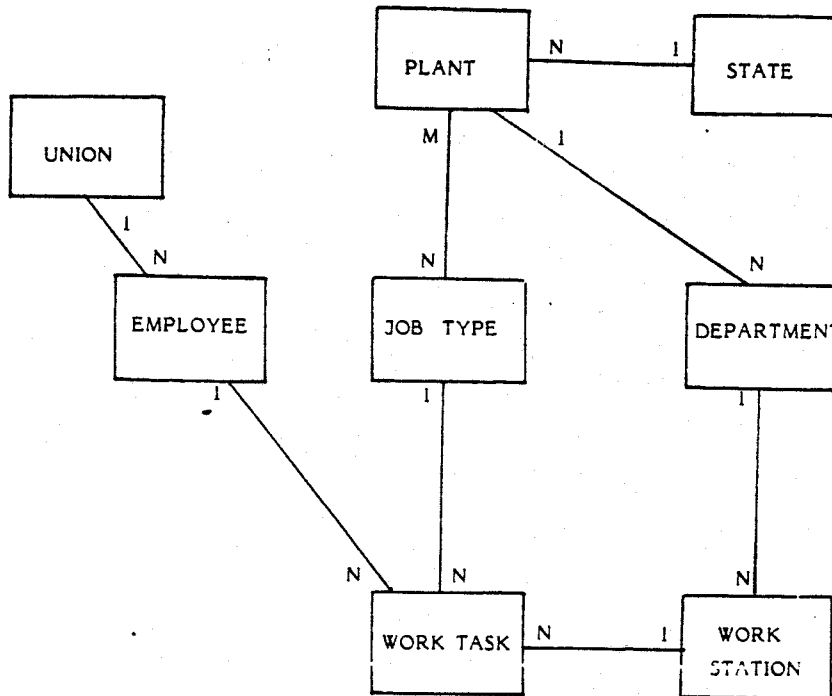 PLANT
N
1
STATE
UNION
M
1
1
N
N
N
EMPLOYEE
JOB TYPE
DEPARTMENT
1
1
1
N
N
N
WORK TASK
N
1
WORK
STATION